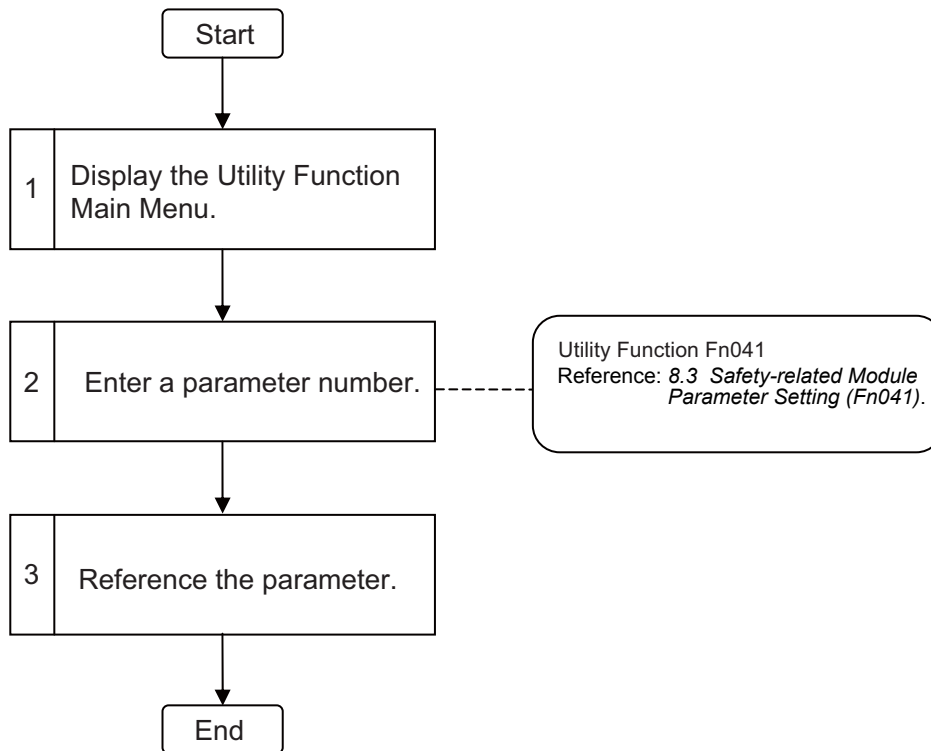 Start
1
Display the Utility Function
Main Menu.
2
Enter a parameter number.
Utility Function Fn041
Reference: 8.3 Safety-related Module
Parameter Setting (Fn041).
3
Reference the parameter.
End